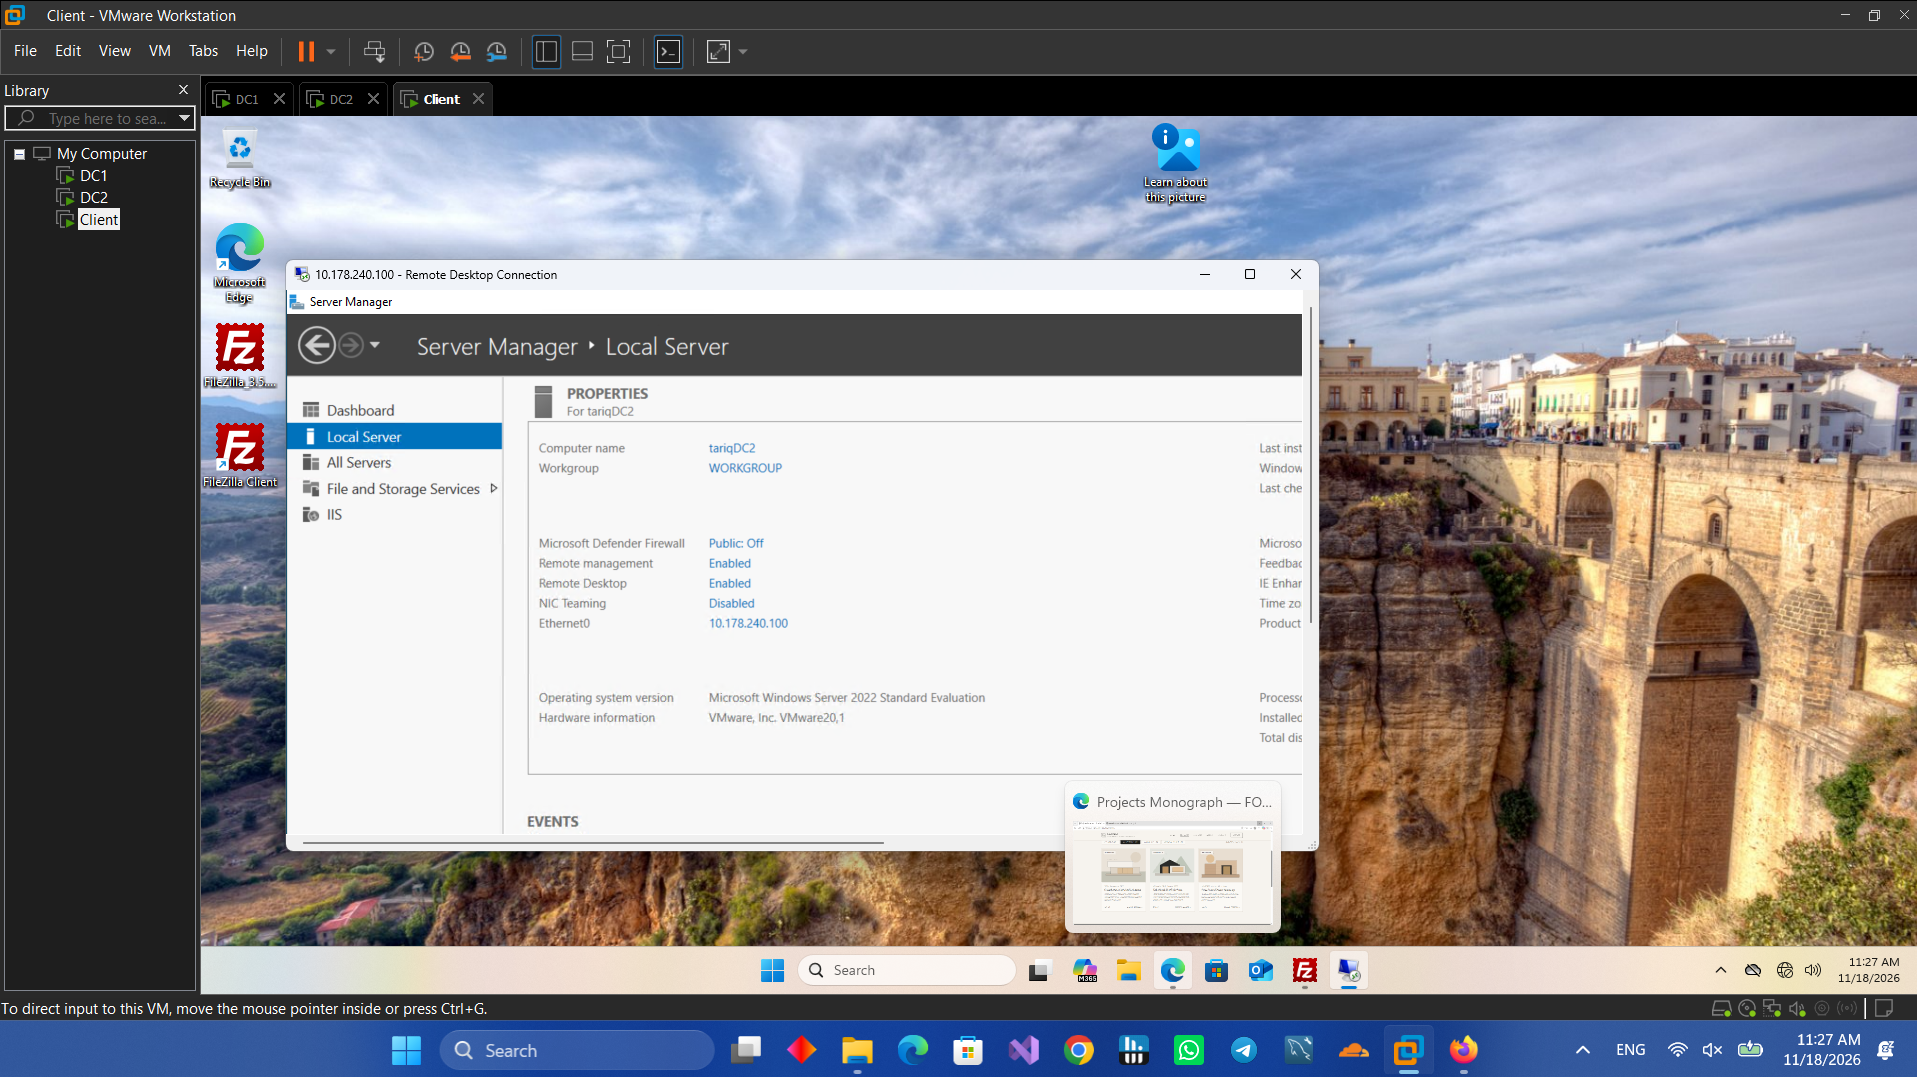 Client - VMware Workstation
File Edit View VM Tabs Help
Library
Type here to sea...
My Computer
DC1
DC2
Client
DC1
DC2
Client
Recycle Bin
Microsoft Edge
FileZilla_3.5....
FileZilla Client
Learn about this picture
10.178.240.100 - Remote Desktop Connection
Server Manager
Server Manager Local Server
Dashboard
Local Server
All Servers
File and Storage Services
IIS
PROPERTIES
For tariqDC2
Computer name tariqDC2 Last inst
Workgroup WORKGROUP Window
Last che
Microsoft Defender Firewall Public: Off Microso
Remote management Enabled Feedbac
Remote Desktop Enabled IE Enhar
NIC Teaming Disabled Time zo
Ethernet0 10.178.240.100 Product
Operating system version Microsoft Windows Server 2022 Standard Evaluation Processo
Hardware information VMware, Inc. VMware20,1 Installed
Total dis
EVENTS
Projects Monograph — FO...
Search
M365
11:27 AM
11/18/2026
To direct input to this VM, move the mouse pointer inside or press Ctrl+G.
Search
ENG
11:27 AM
11/18/2026